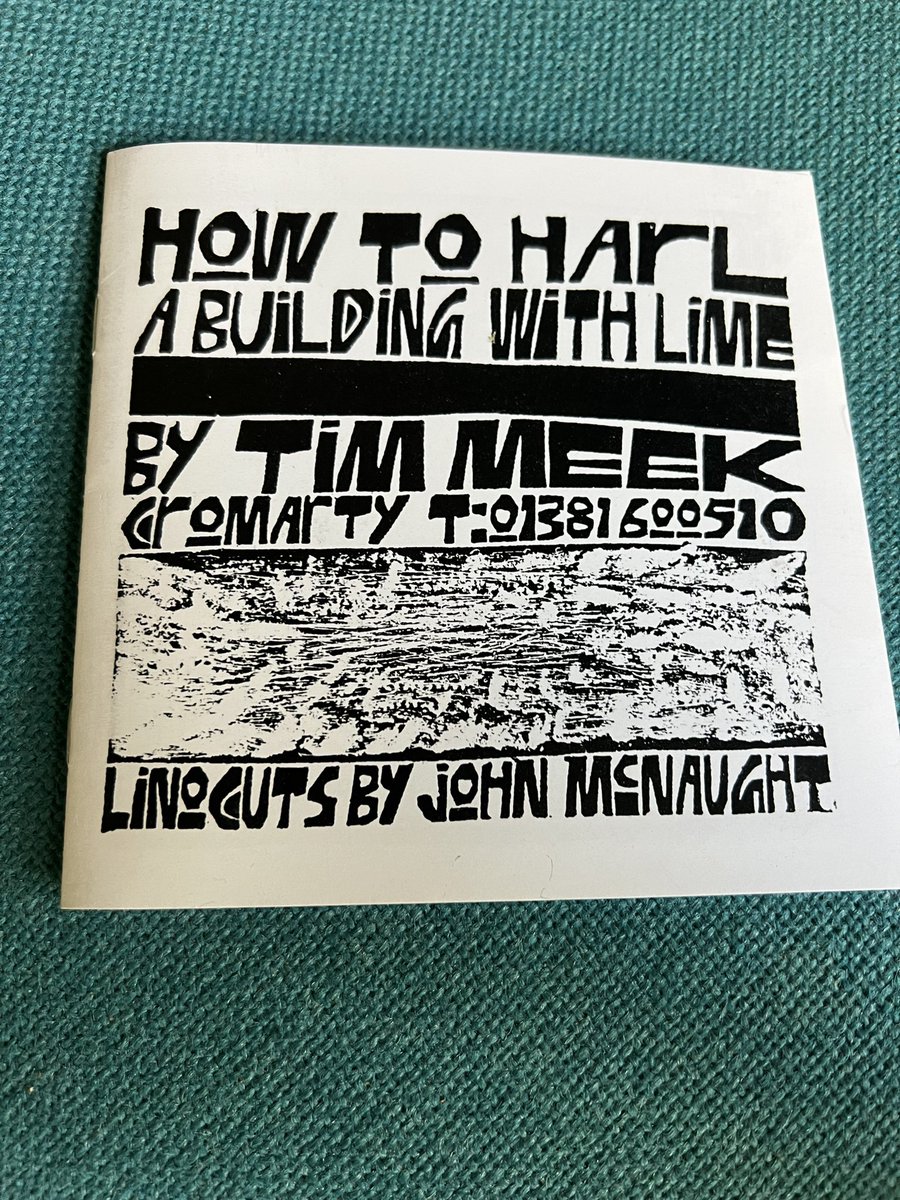 HOW TO HArL
A BUiLDiNG WiTH LiME
BY TiM MEEK
CrOMArTY T:01381 600510
LiNOCUTS BY JOHN McNAUGHT